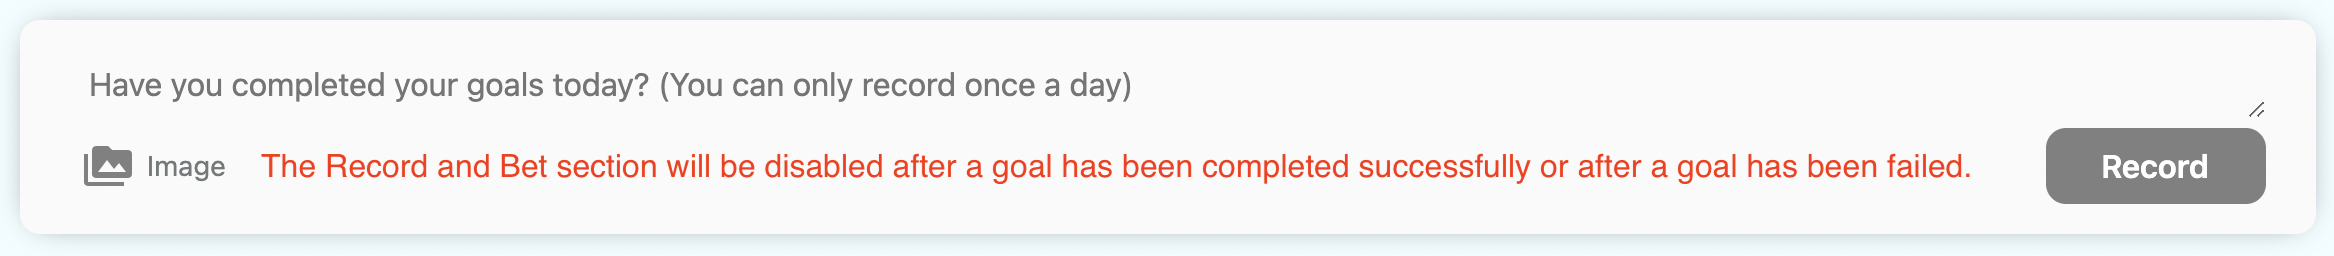 Have you completed your goals today? (You can only record once a day)
Image The Record and Bet section will be disabled after a goal has been completed successfully or after a goal has been failed. Record